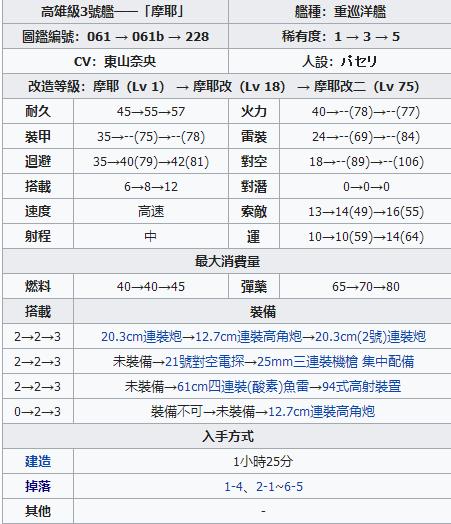 高雄級3號艦——「摩耶」 艦種：重巡洋艦
圖鑑編號：061 → 061b → 228 稀有度：1 → 3 → 5
CV：東山奈央 人設：パセリ
改造等級：摩耶（Lv 1） → 摩耶改（Lv 18） → 摩耶改二（Lv 75）
耐久 45→55→57 火力 40→--(78)→--(77)
裝甲 35→--(75)→--(78) 雷裝 24→--(69)→--(84)
迴避 35→40(79)→42(81) 對空 18→--(89)→--(106)
搭載 6→8→12 對潛 0→0→0
速度 高速 索敵 13→14(49)→16(55)
射程 中 運 10→10(59)→14(64)
最大消費量
燃料 40→40→45 彈藥 65→70→80
搭載 裝備
2→2→3 20.3cm連裝炮→12.7cm連裝高角炮→20.3cm(2號)連裝炮
2→2→3 未裝備→21號對空電探→25mm三連裝機槍 集中配備
2→2→3 未裝備→61cm四連裝(酸素)魚雷→94式高射裝置
0→2→3 裝備不可→未裝備→12.7cm連裝高角炮
入手方式
建造 1小時25分
掉落 1-4、2-1~6-5
其他 -